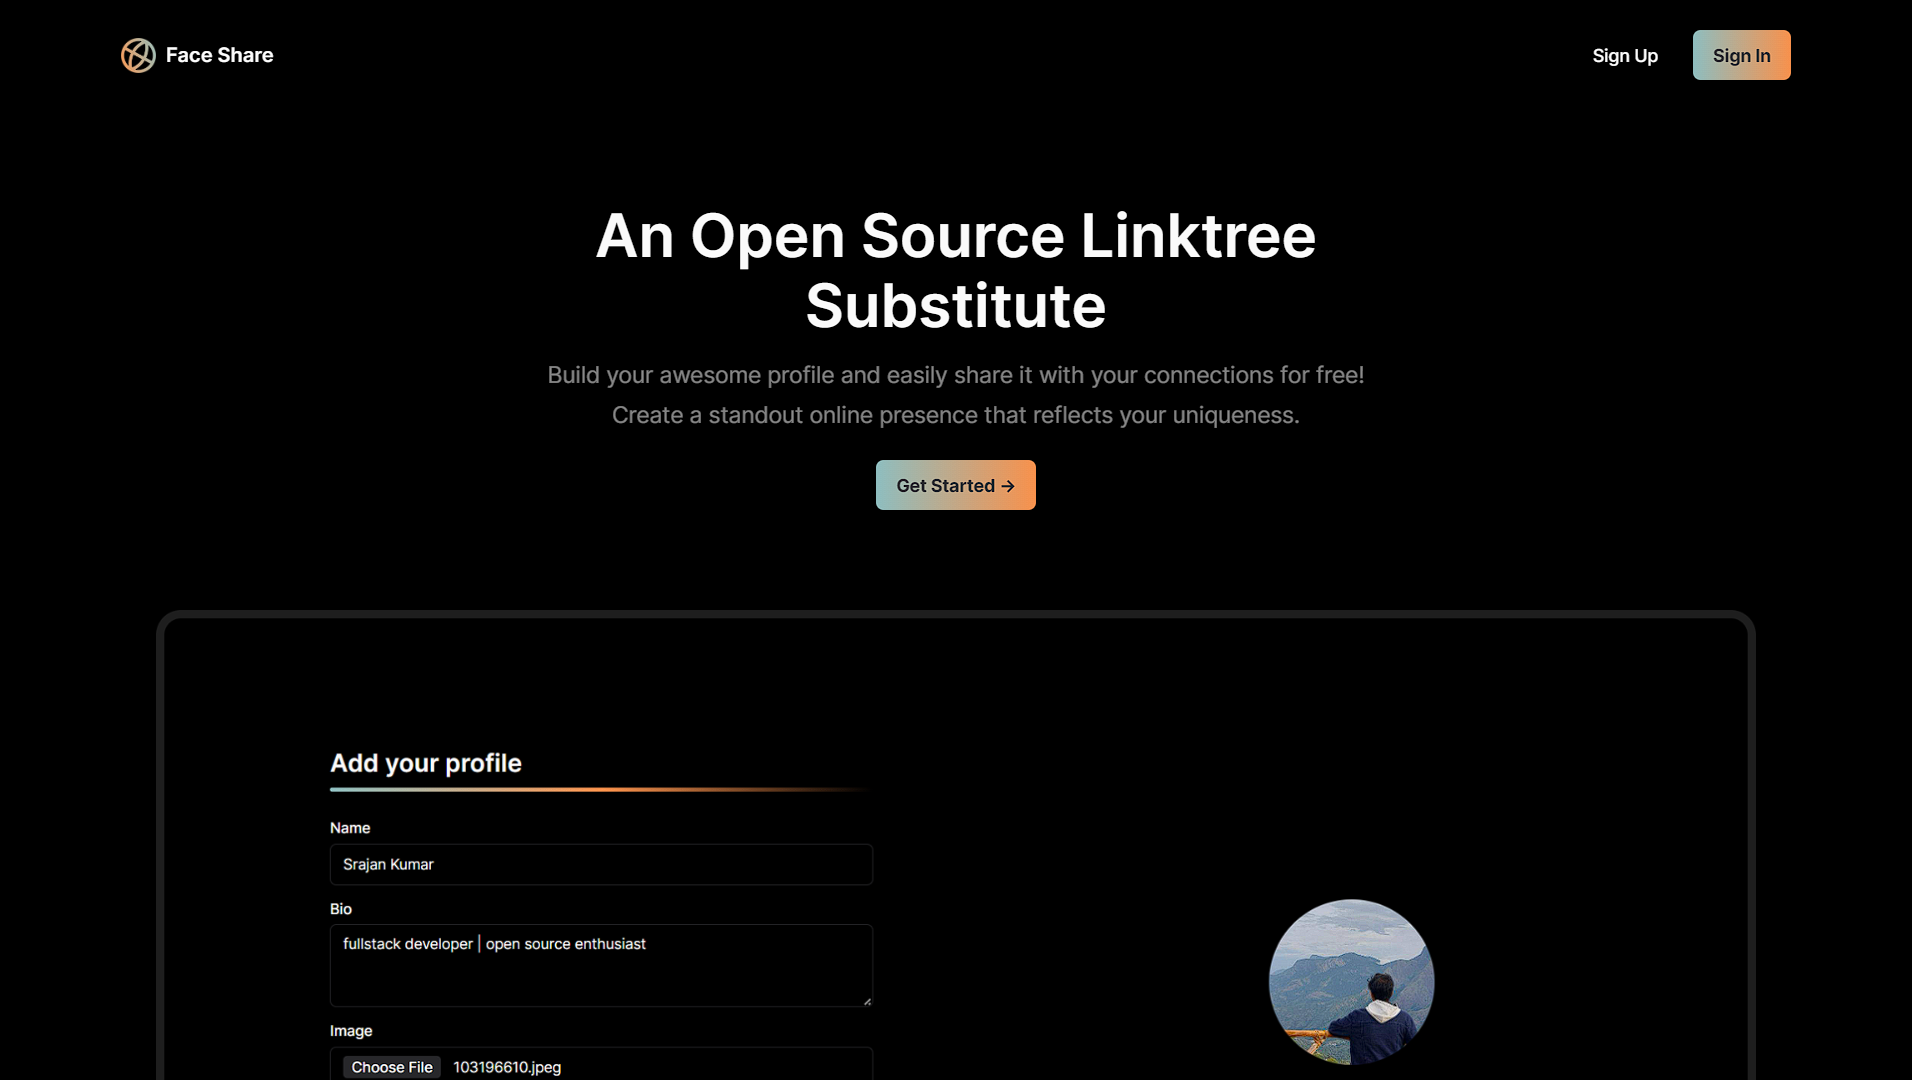 Face Share
Sign Up
Sign In
An Open Source Linktree
Substitute
Build your awesome profile and easily share it with your connections for free!
Create a standout online presence that reflects your uniqueness.
Get Started →
Add your profile
Name
Srajan Kumar
Bio
fullstack developer | open source enthusiast
Image
Choose File 103196610.jpeg